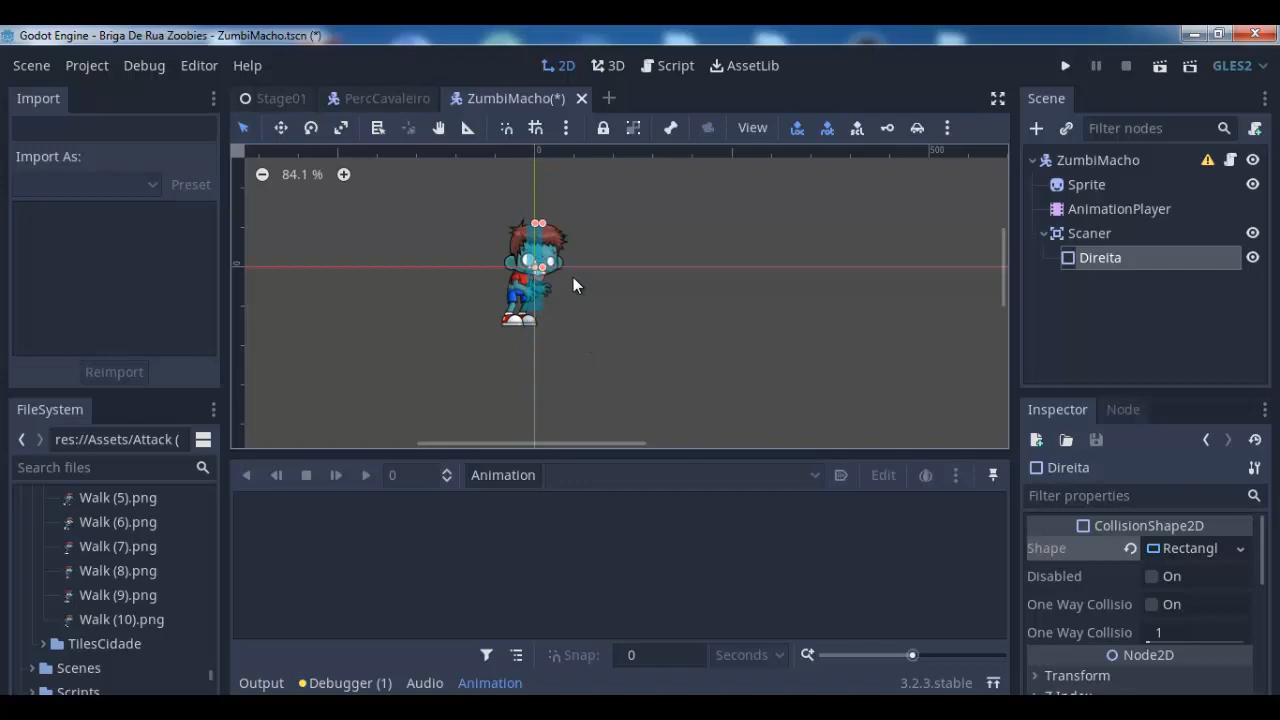 Godot Engine - Briga De Rua Zoobies - ZumbiMacho.tscn (*)
Scene Project Debug Editor Help 2D 3D Script AssetLib GLES2
Import Stage01 PercCavaleiro ZumbiMacho(*) Scene
View Filter nodes
Import As:
Preset
0 500
84.1 %
0
ZumbiMacho
Sprite
AnimationPlayer
Scaner
Direita
Reimport
FileSystem
res://Assets/Attack (
Search files
Walk (5).png
Walk (6).png
Walk (7).png
Walk (8).png
Walk (9).png
Walk (10).png
TilesCidade
Scenes
Scripts
0 Animation Edit
Snap: 0 Seconds
Output Debugger (1) Audio Animation 3.2.3.stable
Inspector Node
Direita
Filter properties
CollisionShape2D
Shape Rectangl
Disabled On
One Way Collisio On
One Way Collisio 1
Node2D
Transform